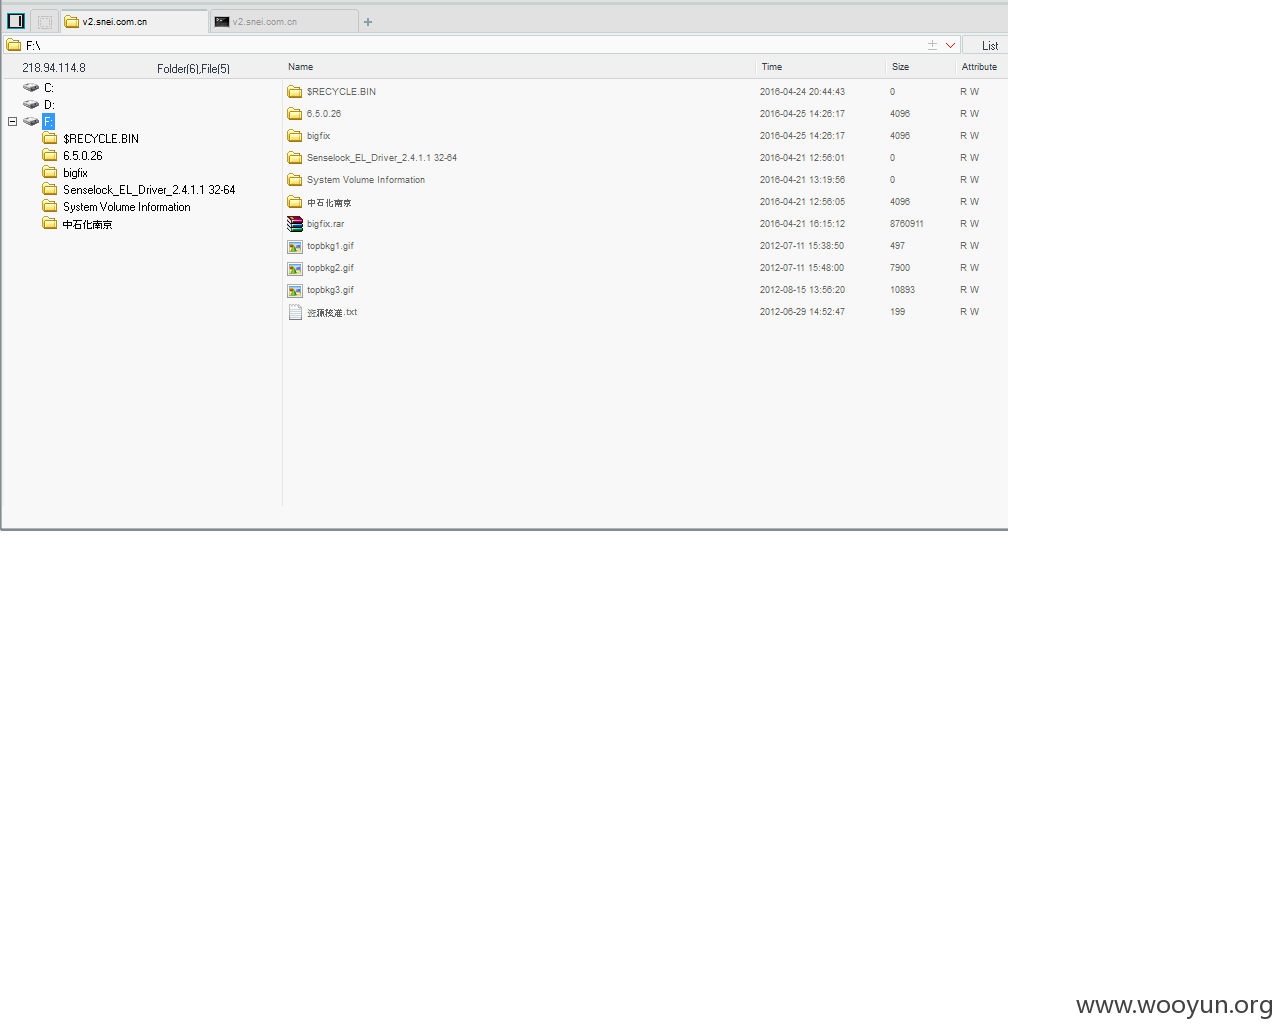 v2.snei.com.cn v2.snei.com.cn +
F:\ List
218.94.114.8 Folder(6),File(5) Name Time Size Attribute
C:
D:
F:
$RECYCLE.BIN
6.5.0.26
bigfix
Senselock_EL_Driver_2.4.1.1 32-64
System Volume Information
中石化南京
$RECYCLE.BIN 2016-04-24 20:44:43 0 R W
6.5.0.26 2016-04-25 14:26:17 4096 R W
bigfix 2016-04-25 14:26:17 4096 R W
Senselock_EL_Driver_2.4.1.1 32-64 2016-04-21 12:56:01 0 R W
System Volume Information 2016-04-21 13:19:56 0 R W
中石化南京 2016-04-21 12:56:05 4096 R W
bigfix.rar 2016-04-21 16:15:12 8760911 R W
topbkg1.gif 2012-07-11 15:38:50 497 R W
topbkg2.gif 2012-07-11 15:48:00 7900 R W
topbkg3.gif 2012-08-15 13:56:20 10893 R W
.txt 2012-06-29 14:52:47 199 R W
www.wooyun.org